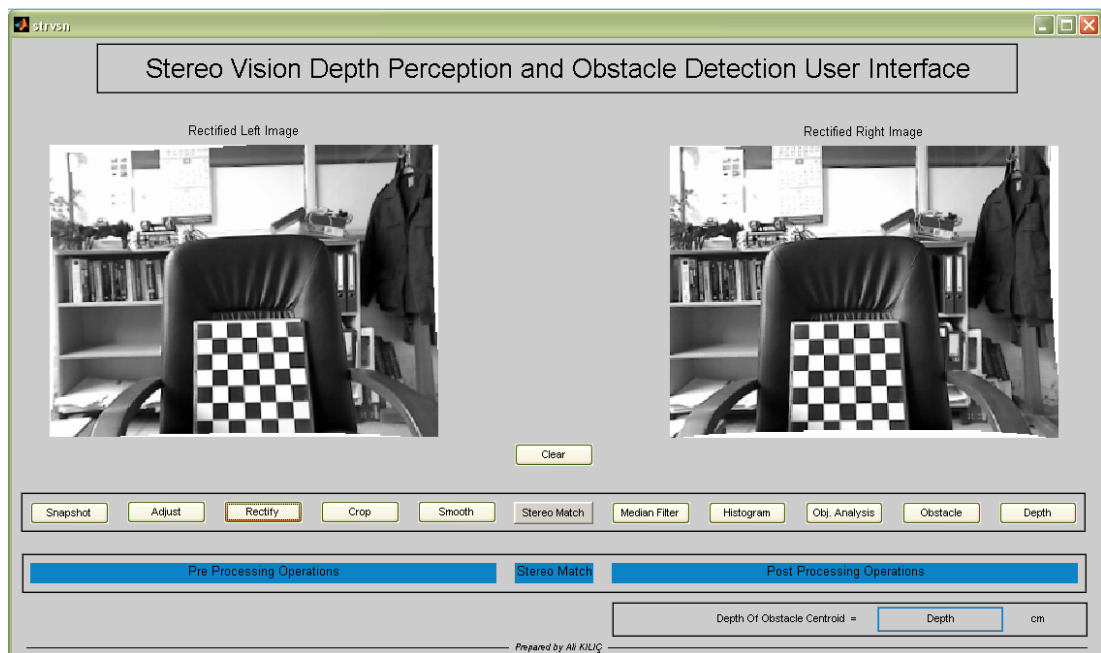 strvsn
Stereo Vision Depth Perception and Obstacle Detection User Interface
Rectified Left Image
Rectified Right Image
Clear
Snapshot Adjust Rectify Crop Smooth Stereo Match Median Filter Histogram Obj. Analysis Obstacle Depth
Pre Processing Operations Stereo Match Post Processing Operations
Depth Of Obstacle Centroid = Depth cm
Prepared by Ali KILIÇ